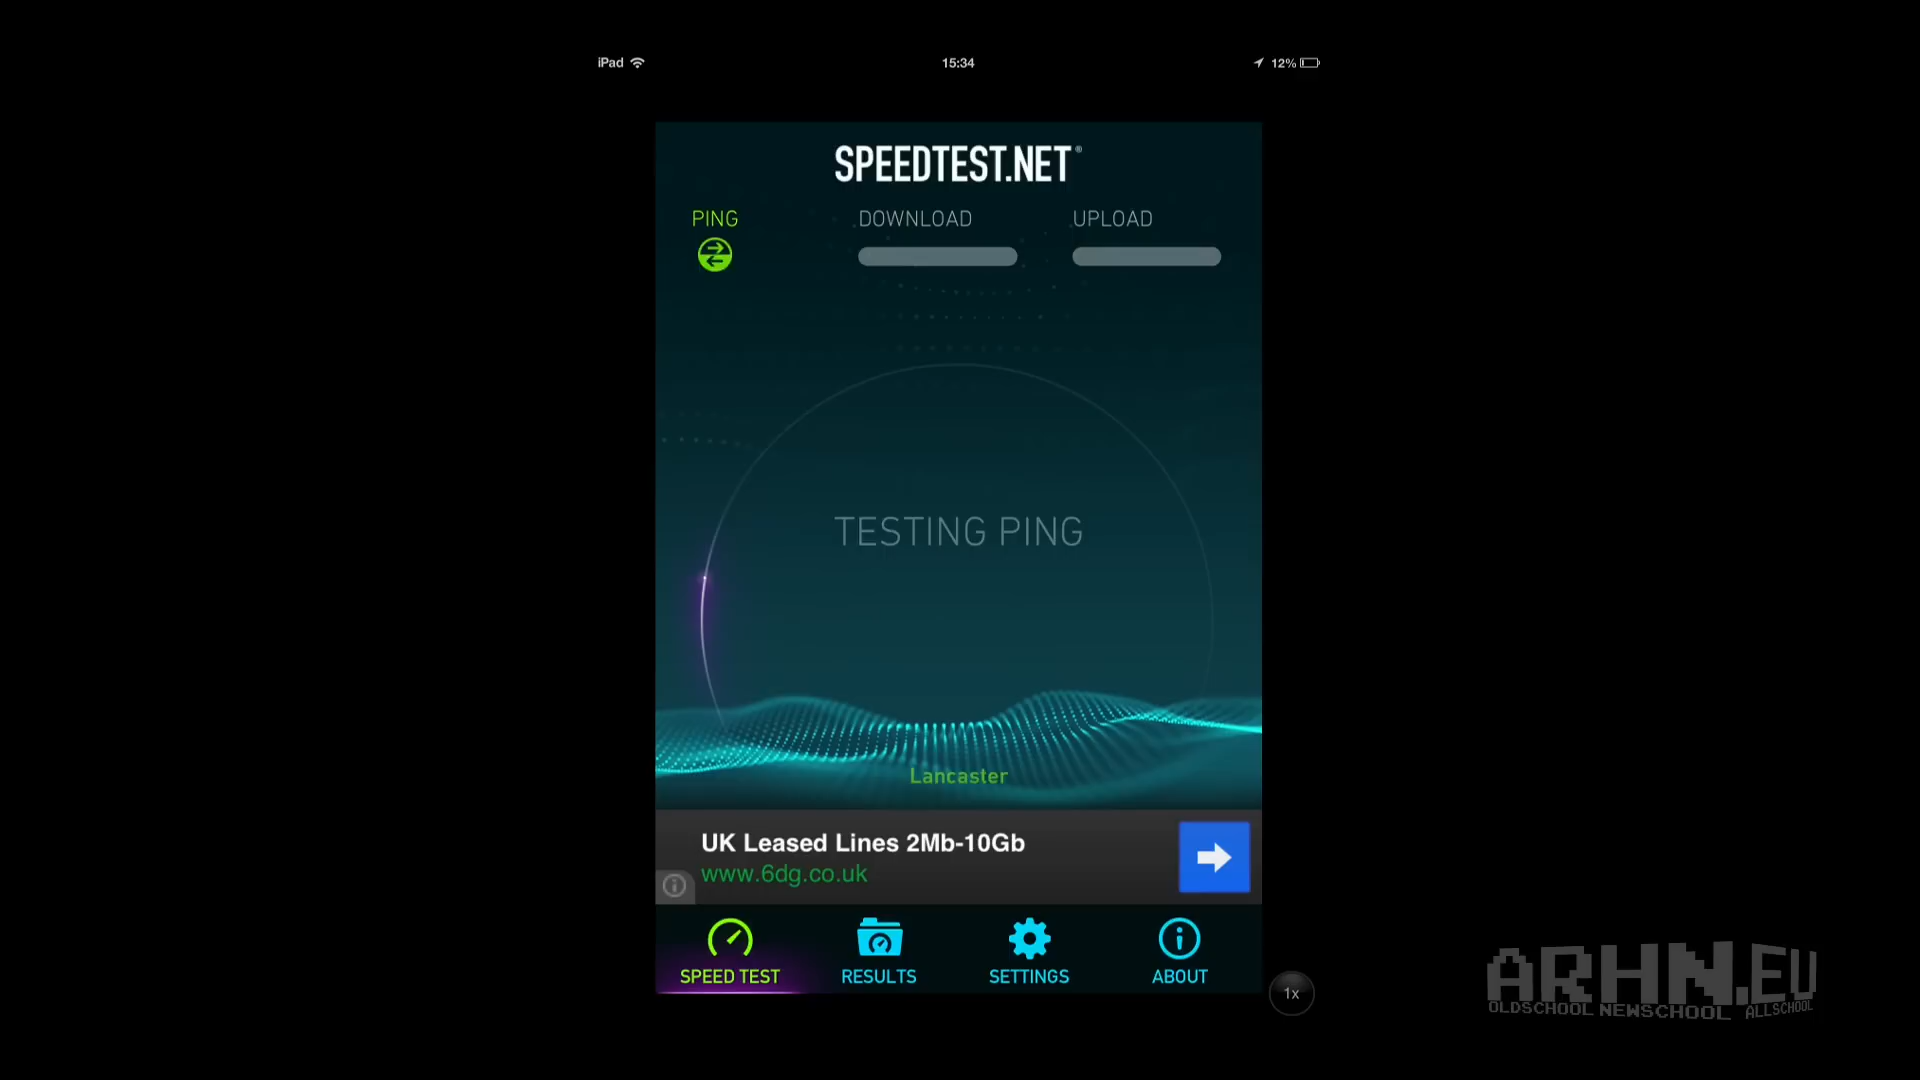 iPad 15:34 12%
SPEEDTEST.NET®
PING DOWNLOAD UPLOAD
TESTING PING
Lancaster
UK Leased Lines 2Mb-10Gb
www.6dg.co.uk
SPEED TEST RESULTS SETTINGS ABOUT
1x
ARHN.EU
OLDSCHOOL NEWSCHOOL ALLSCHOOL